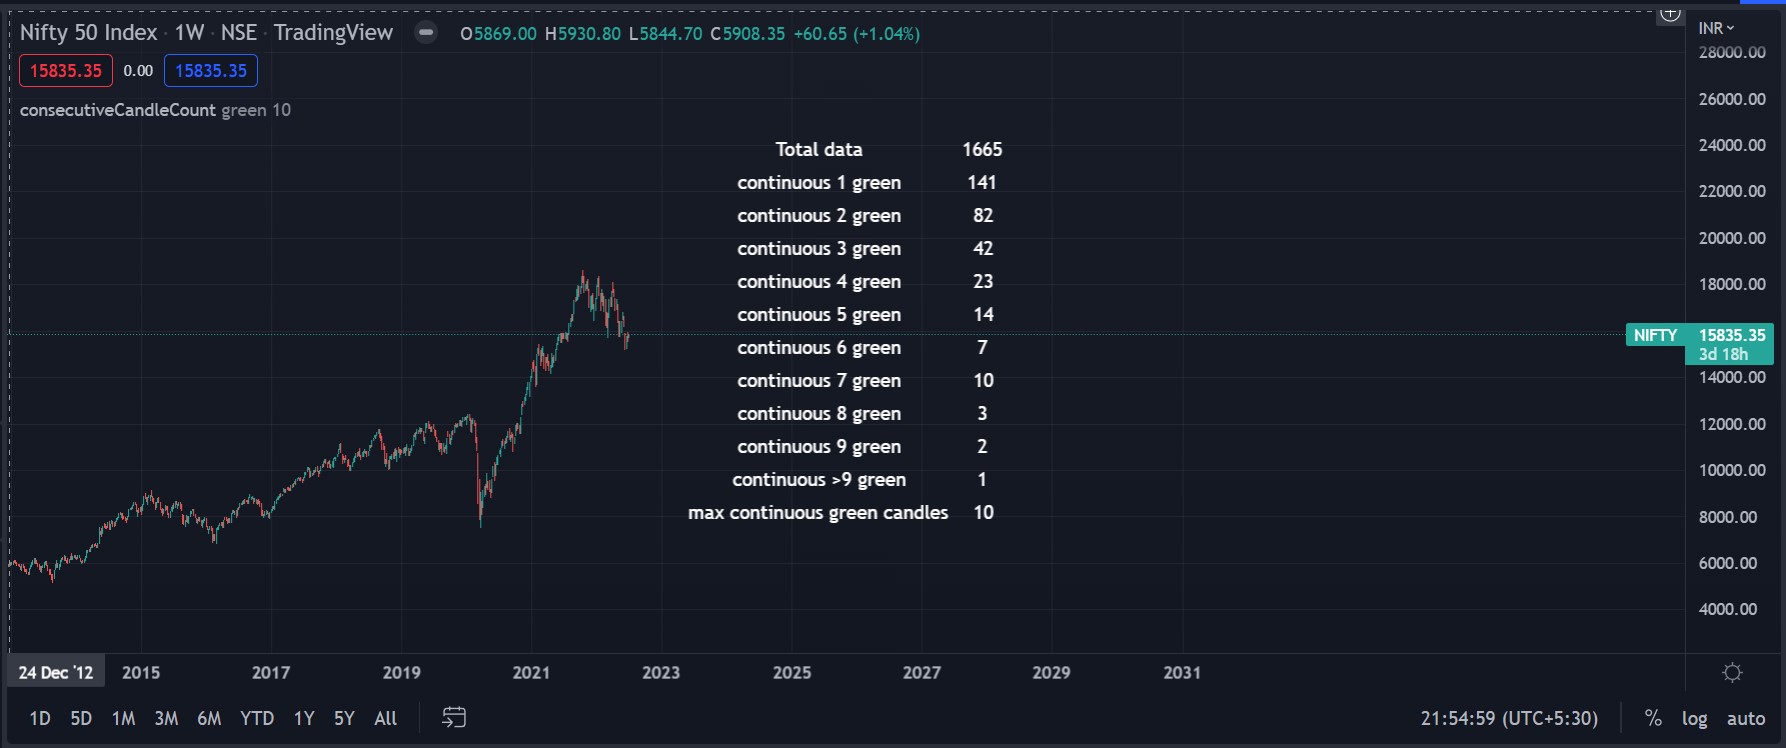 Nifty 50 Index · 1W · NSE · TradingView O5869.00 H5930.80 L5844.70 C5908.35 +60.65 (+1.04%)
15835.35 0.00 15835.35
consecutiveCandleCount green 10
INR
28000.00
26000.00
24000.00
22000.00
20000.00
18000.00
NIFTY 15835.35
3d 18h
14000.00
12000.00
10000.00
8000.00
6000.00
4000.00
Total data 1665
continuous 1 green 141
continuous 2 green 82
continuous 3 green 42
continuous 4 green 23
continuous 5 green 14
continuous 6 green 7
continuous 7 green 10
continuous 8 green 3
continuous 9 green 2
continuous >9 green 1
max continuous green candles 10
24 Dec '12 2015 2017 2019 2021 2023 2025 2027 2029 2031
1D 5D 1M 3M 6M YTD 1Y 5Y All 21:54:59 (UTC+5:30) % log auto